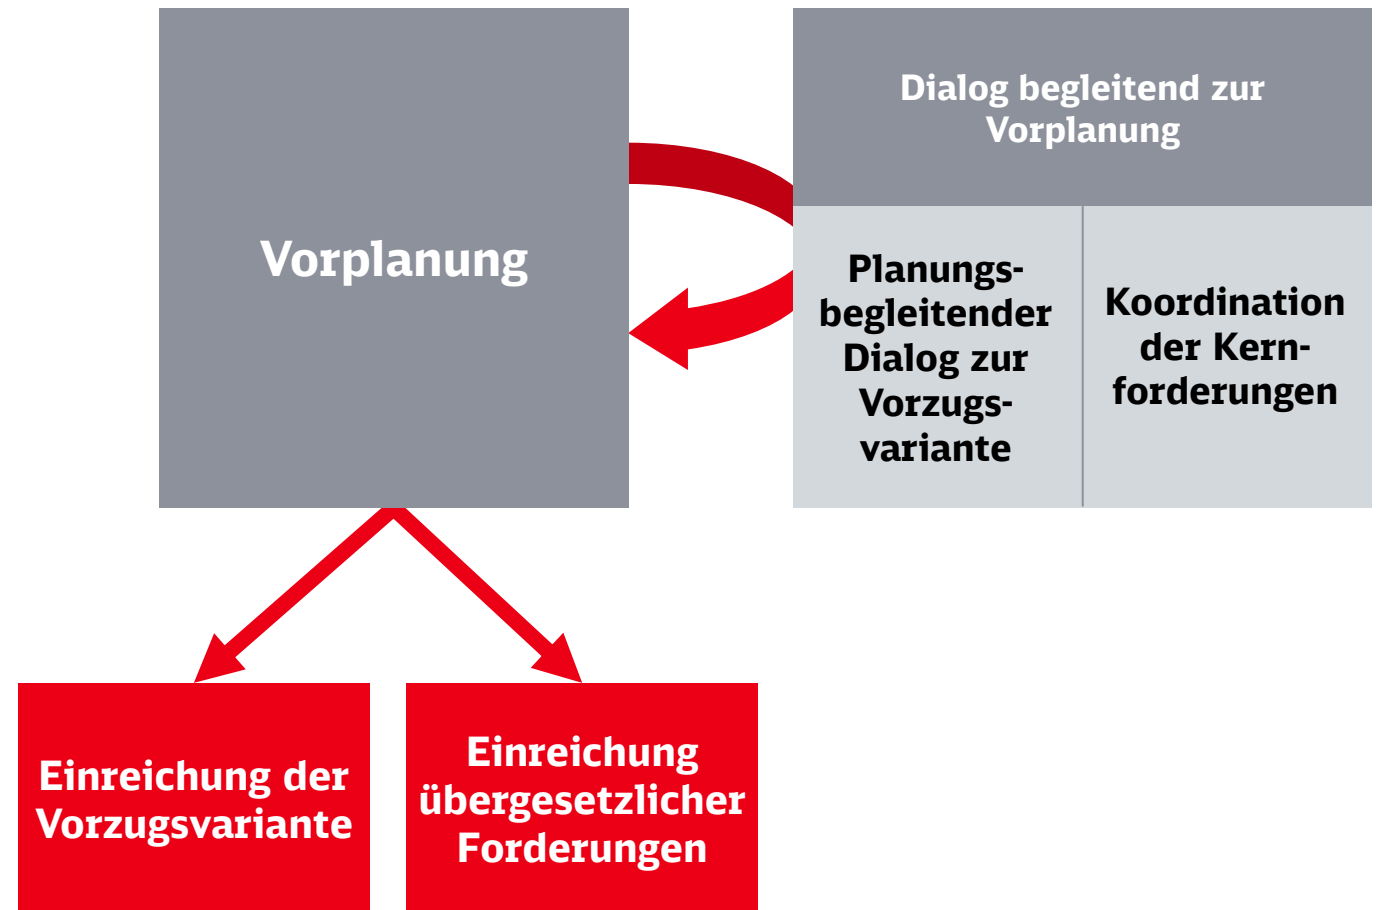 Vorplanung
Dialog begleitend zur
Vorplanung
Planungs-
begleitender
Dialog zur
Vorzugs-
variante
Koordination
der Kern-
forderungen
Einreichung der
Vorzugsvariante
Einreichung
übergesetzlicher
Forderungen